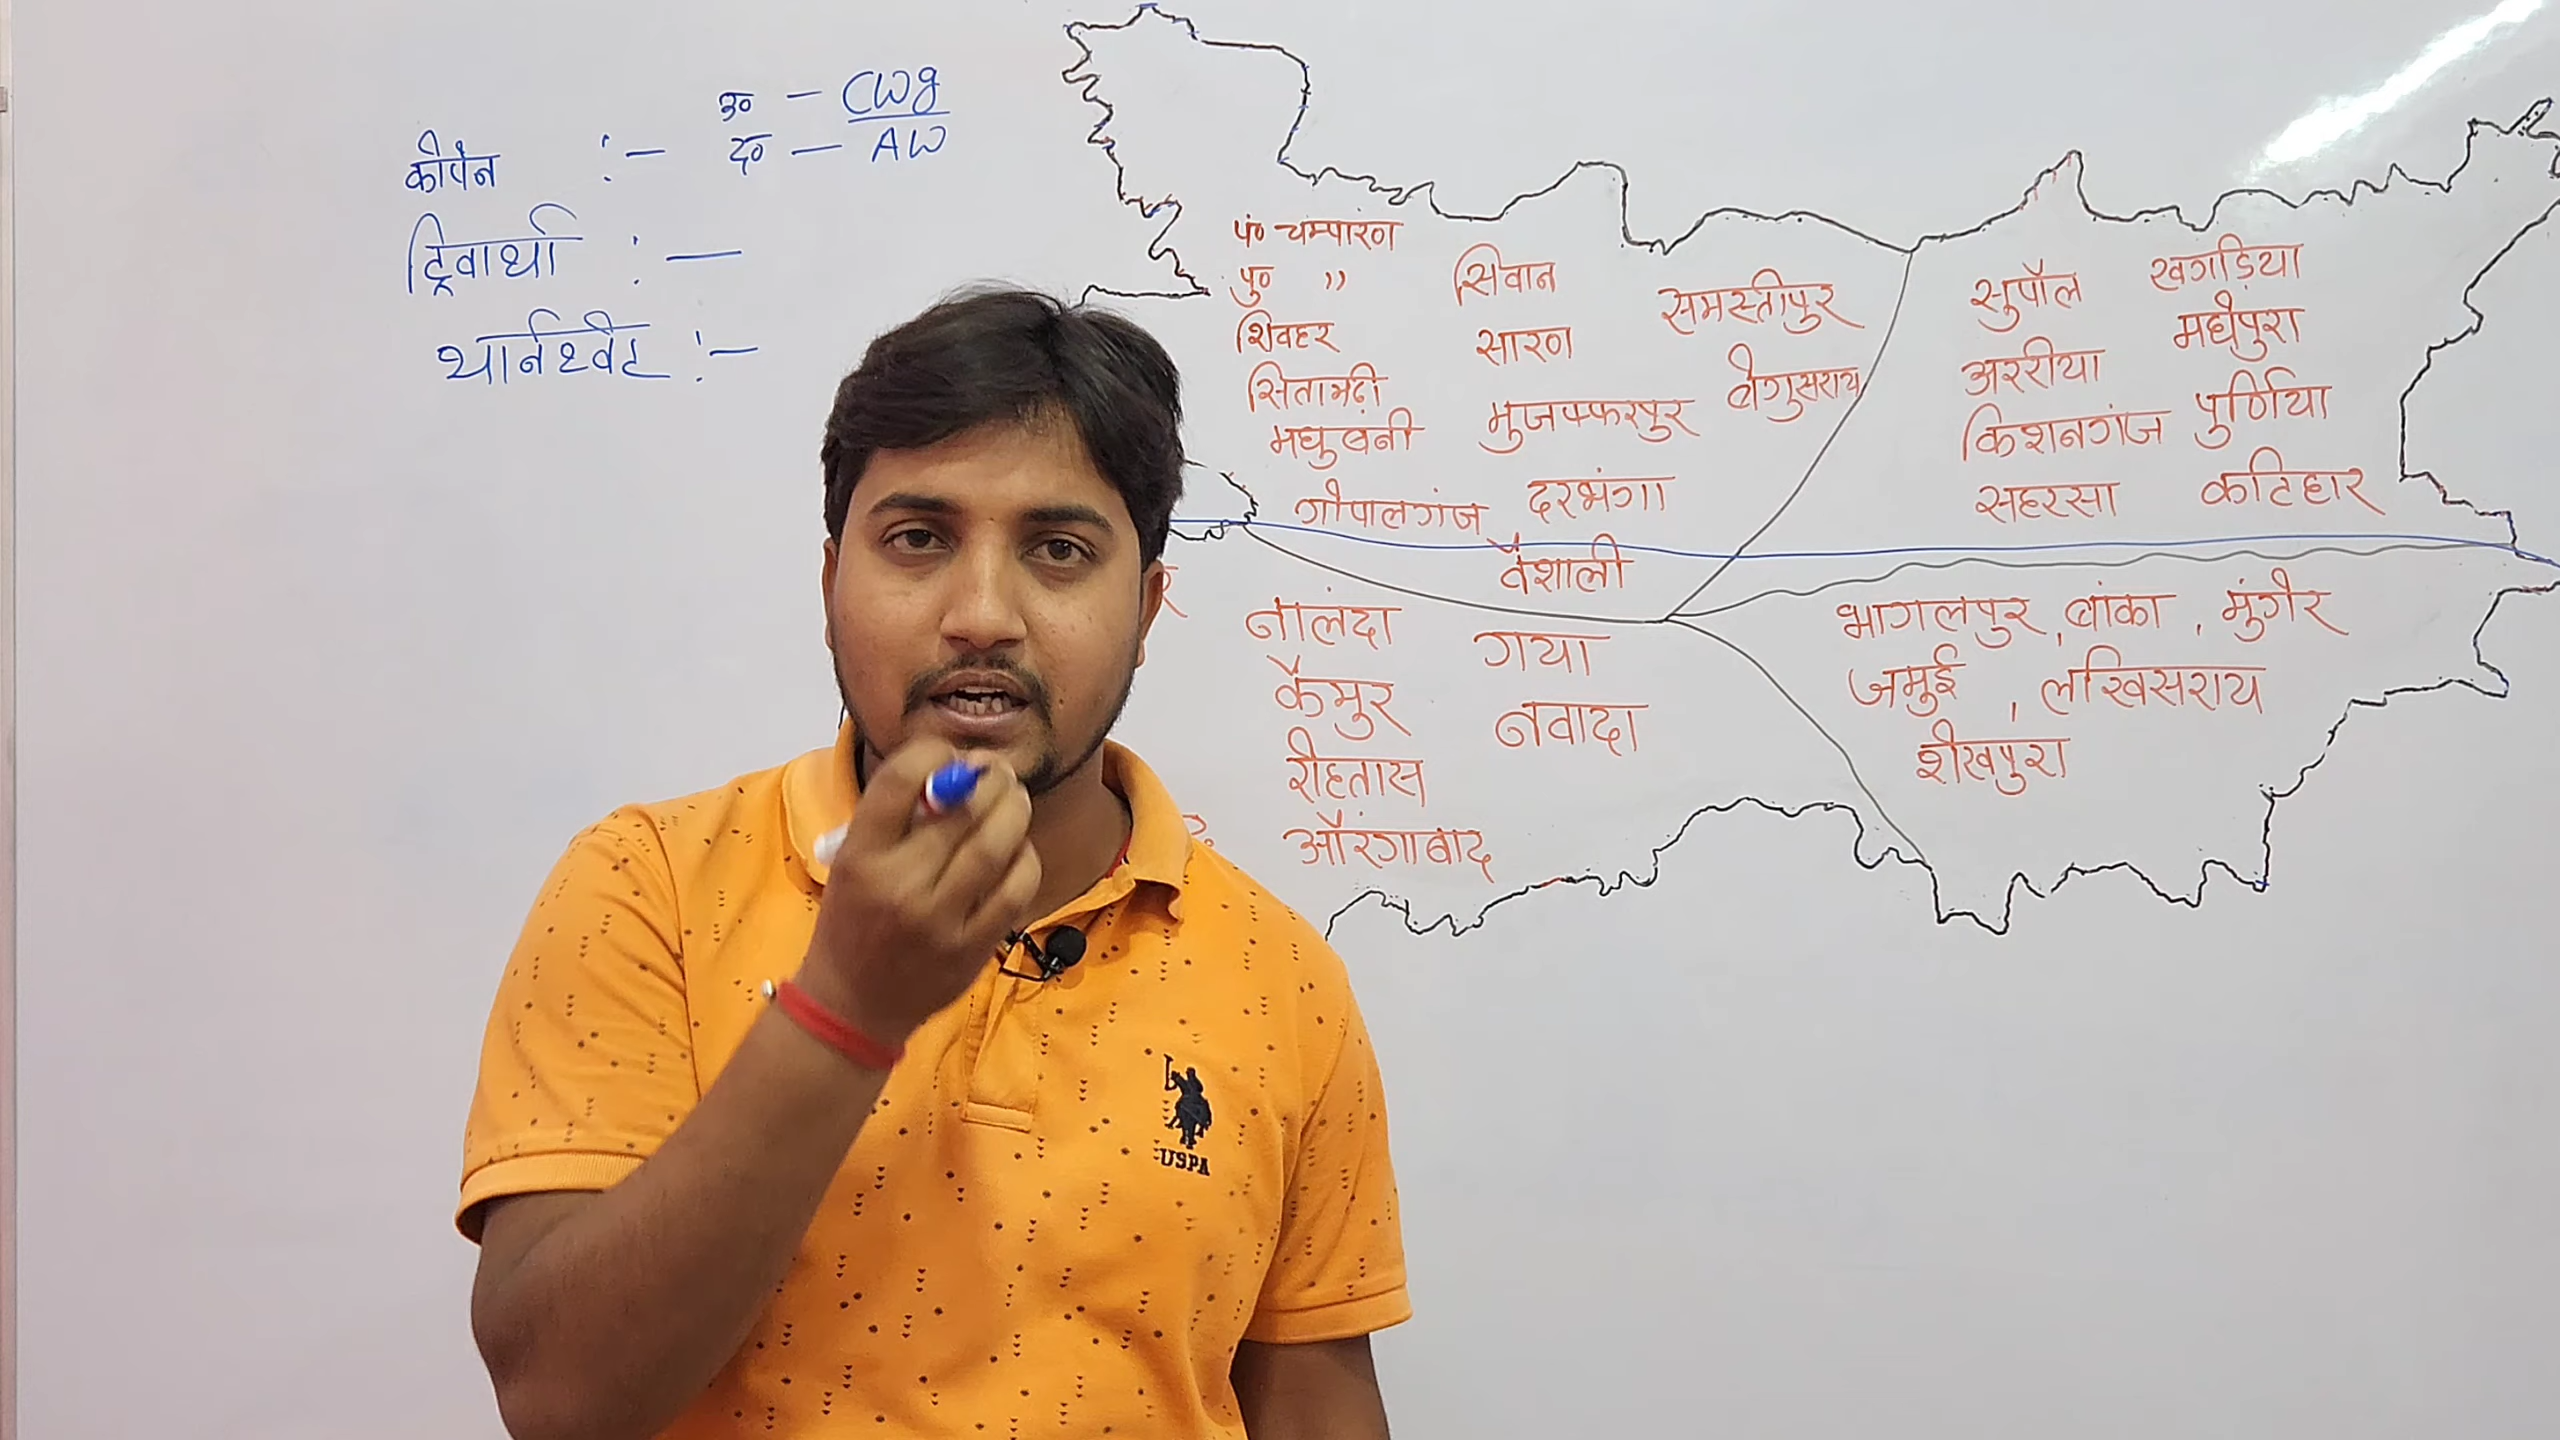 उ० — CWg
कोपेन :— द० — AW
ट्रिवार्था :—
थार्नथ्वेट :—
प० चम्पारण
पु० ”
शिवहर
सितामढ़ी
मधुबनी
गोपालगंज
सिवान
सारण
मुजफ्फरपुर
दरभंगा
वैशाली
समस्तीपुर
बेगुसराय
सुपौल
अररीया
किशनगंज
सहरसा
खगड़िया
मधेपुरा
पुर्णिया
कटिहार
नालंदा
कैमुर
रोहतास
औरंगाबाद
गया
नवादा
भागलपुर, बांका, मुंगेर
जमुई, लखिसराय
शेखपुरा
USPA